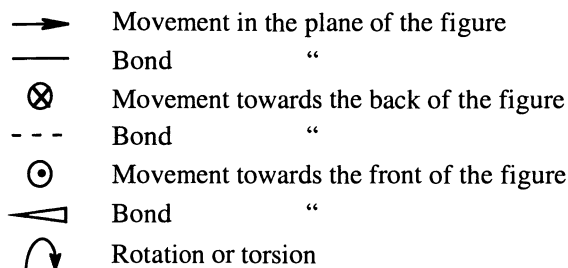 Movement in the plane of the figure
Bond “
Movement towards the back of the figure
Bond “
Movement towards the front of the figure
Bond “
Rotation or torsion